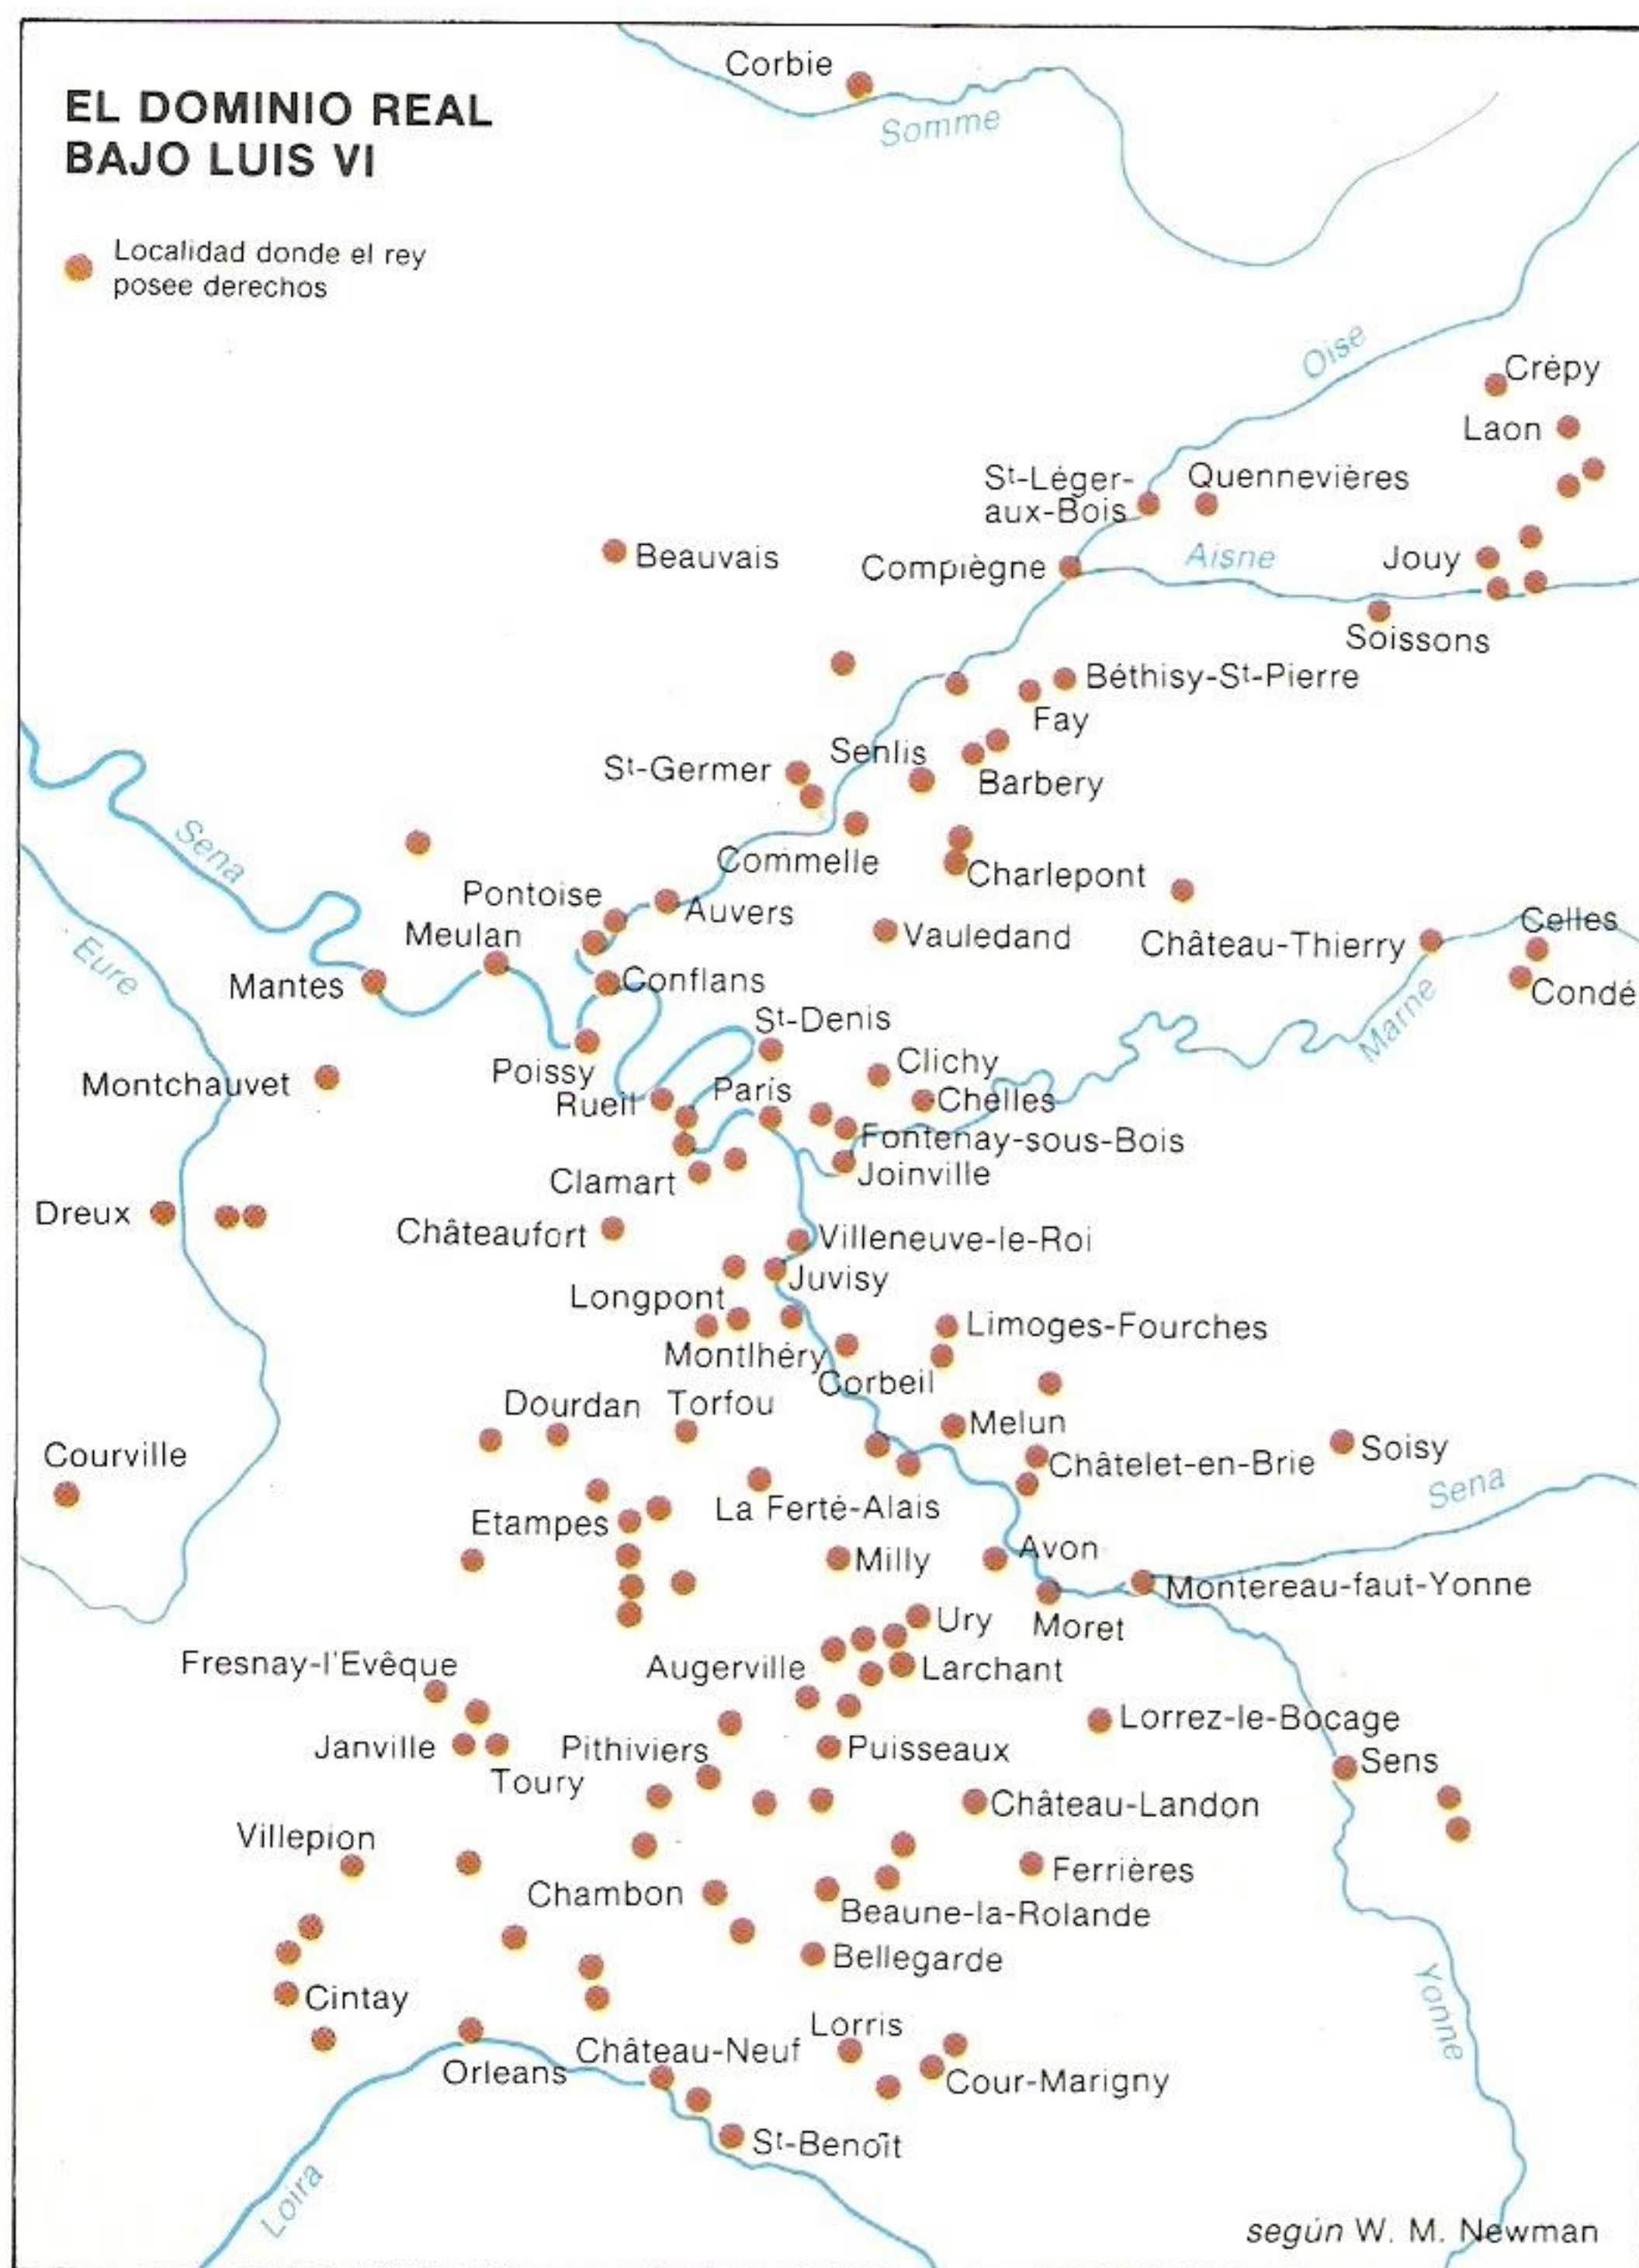 EL DOMINIO REAL
BAJO LUIS VI
Localidad donde el rey
posee derechos
Corbie
Somme
Oise
Crépy
Laon
St-Léger-
aux-Bois
Quennevières
Beauvais
Compiègne
Aisne
Jouy
Soissons
Béthisy-St-Pierre
Fay
St-Germer
Senlis
Barbery
Sena
Commelle
Charlepont
Pontoise
Auvers
Meulan
Vauledand
Château-Thierry
Celles
Eure
Mantes
Conflans
Condé
St-Denis
Marne
Poissy
Clichy
Montchauvet
Rueil
Paris
Chelles
Fontenay-sous-Bois
Clamart
Joinville
Dreux
Châteaufort
Villeneuve-le-Roi
Juvisy
Longpont
Limoges-Fourches
Montlhéry
Corbeil
Dourdan
Torfou
Melun
Courville
Châtelet-en-Brie
Soisy
Sena
La Ferté-Alais
Etampes
Milly
Avon
Montereau-faut-Yonne
Ury
Moret
Fresnay-l'Evêque
Augerville
Larchant
Lorrez-le-Bocage
Janville
Pithiviers
Puisseaux
Sens
Toury
Château-Landon
Villepion
Ferrières
Chambon
Beaune-la-Rolande
Bellegarde
Cintay
Yonne
Lorris
Château-Neuf
Orleans
Cour-Marigny
St-Benoît
Loira
según W. M. Newman